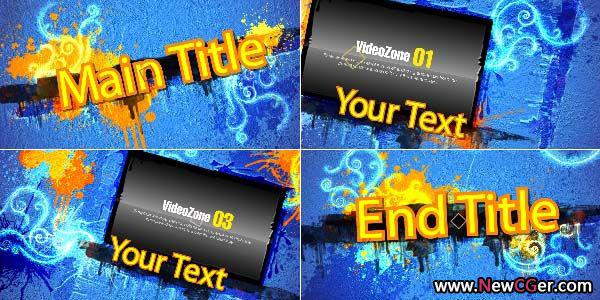 Main Title
VideoZone 01
Your Text
VideoZone 03
Your Text
End Title
www.NewCGer.com